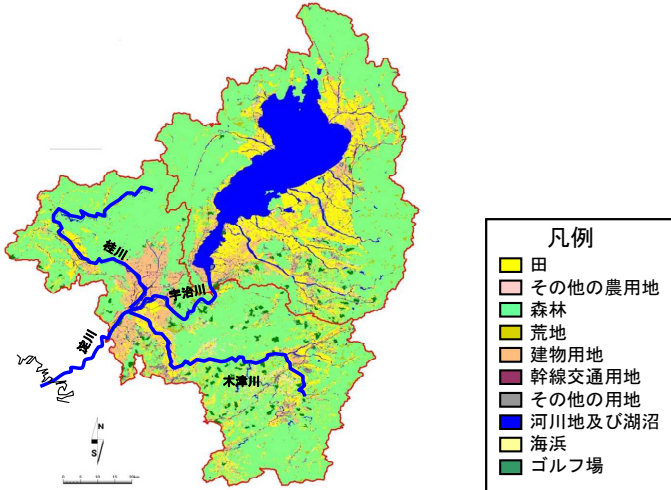 桂川
宇治川
淀川
木津川
N
S
凡例
田
その他の農用地
森林
荒地
建物用地
幹線交通用地
その他の用地
河川地及び湖沼
海浜
ゴルフ場